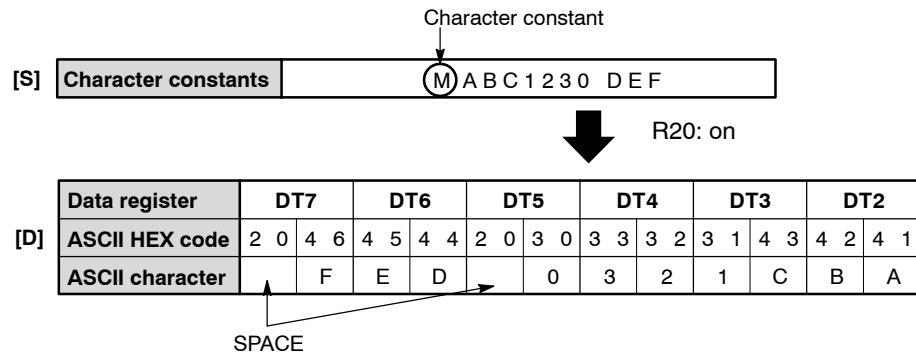 Character constant
[S] Character constants M A B C 1 2 3 0 D E F
R20: on
Data register DT7 DT6 DT5 DT4 DT3 DT2
[D] ASCII HEX code 2 0 4 6 4 5 4 4 2 0 3 0 3 3 3 2 3 1 4 3 4 2 4 1
ASCII character F E D 0 3 2 1 C B A
SPACE